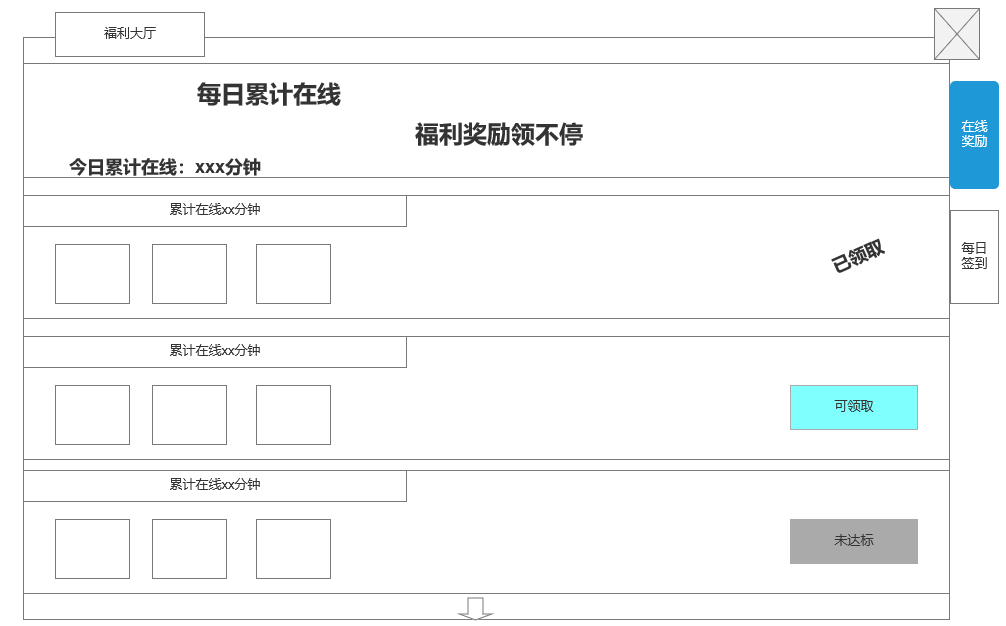 福利大厅
每日累计在线
福利奖励领不停
今日累计在线：xxx分钟
在线
奖励
每日
签到
累计在线xx分钟
已领取
累计在线xx分钟
可领取
累计在线xx分钟
未达标